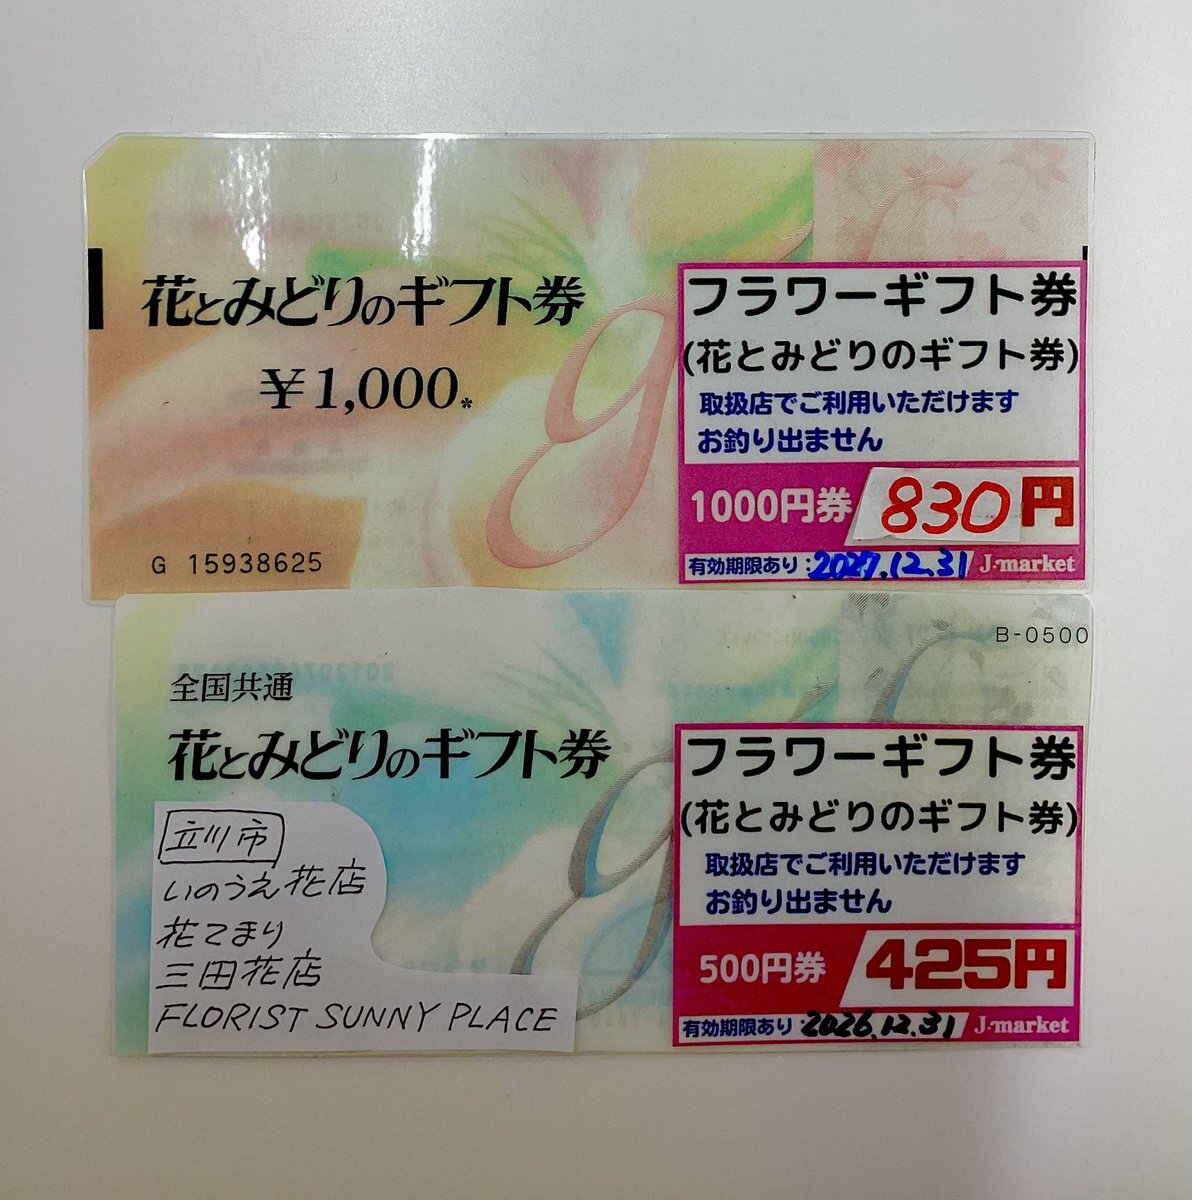 花とみどりのギフト券
¥1,000*
G 15938625
フラワーギフト券
(花とみどりのギフト券)
取扱店でご利用いただけます
お釣り出ません
1000円券 830円
有効期限あり:2027.12.31 J・market
B-0500
全国共通
花とみどりのギフト券
立川市
いのうえ花店
花てまり
三田花店
FLORIST SUNNY PLACE
フラワーギフト券
(花とみどりのギフト券)
取扱店でご利用いただけます
お釣り出ません
500円券 425円
有効期限あり 2026.12.31 J・market